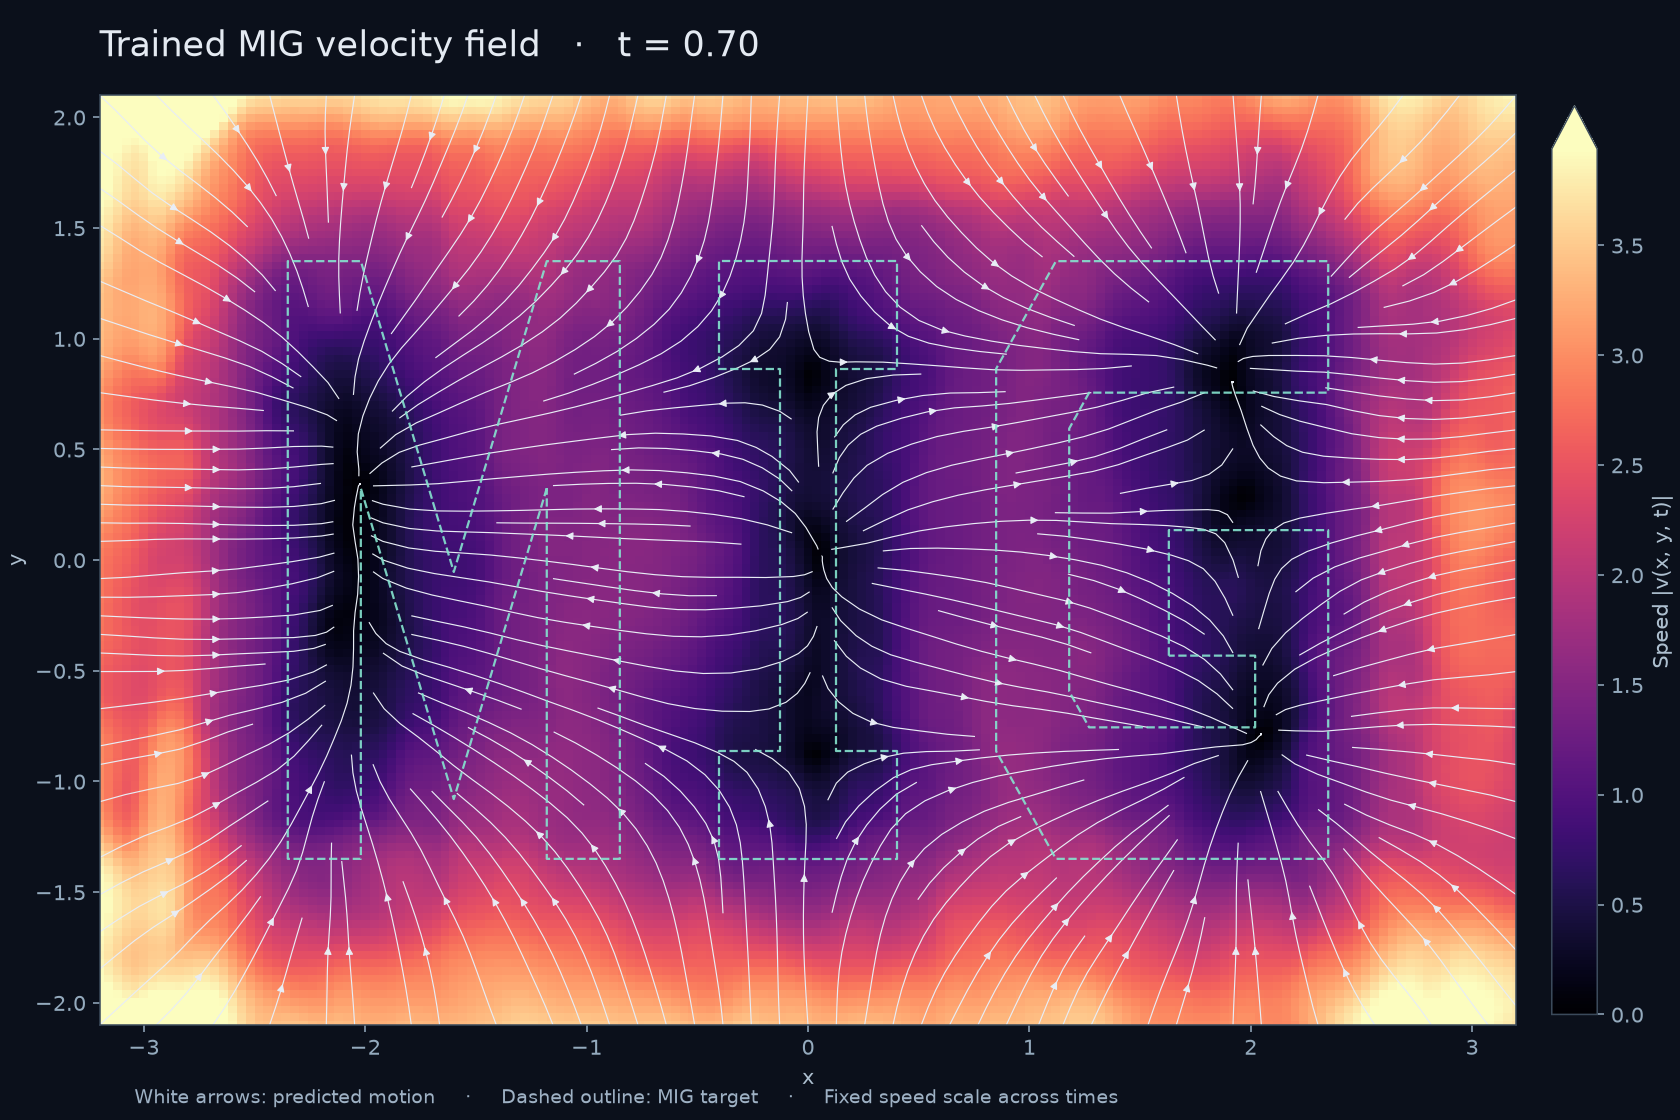 Trained MIG velocity field · t = 0.70
2.0
1.5
1.0
0.5
0.0
−0.5
−1.0
−1.5
−2.0
y
−3 −2 −1 0 1 2 3
x
3.5
3.0
2.5
2.0
1.5
1.0
0.5
0.0
Speed |v(x, y, t)|
White arrows: predicted motion · Dashed outline: MIG target · Fixed speed scale across times